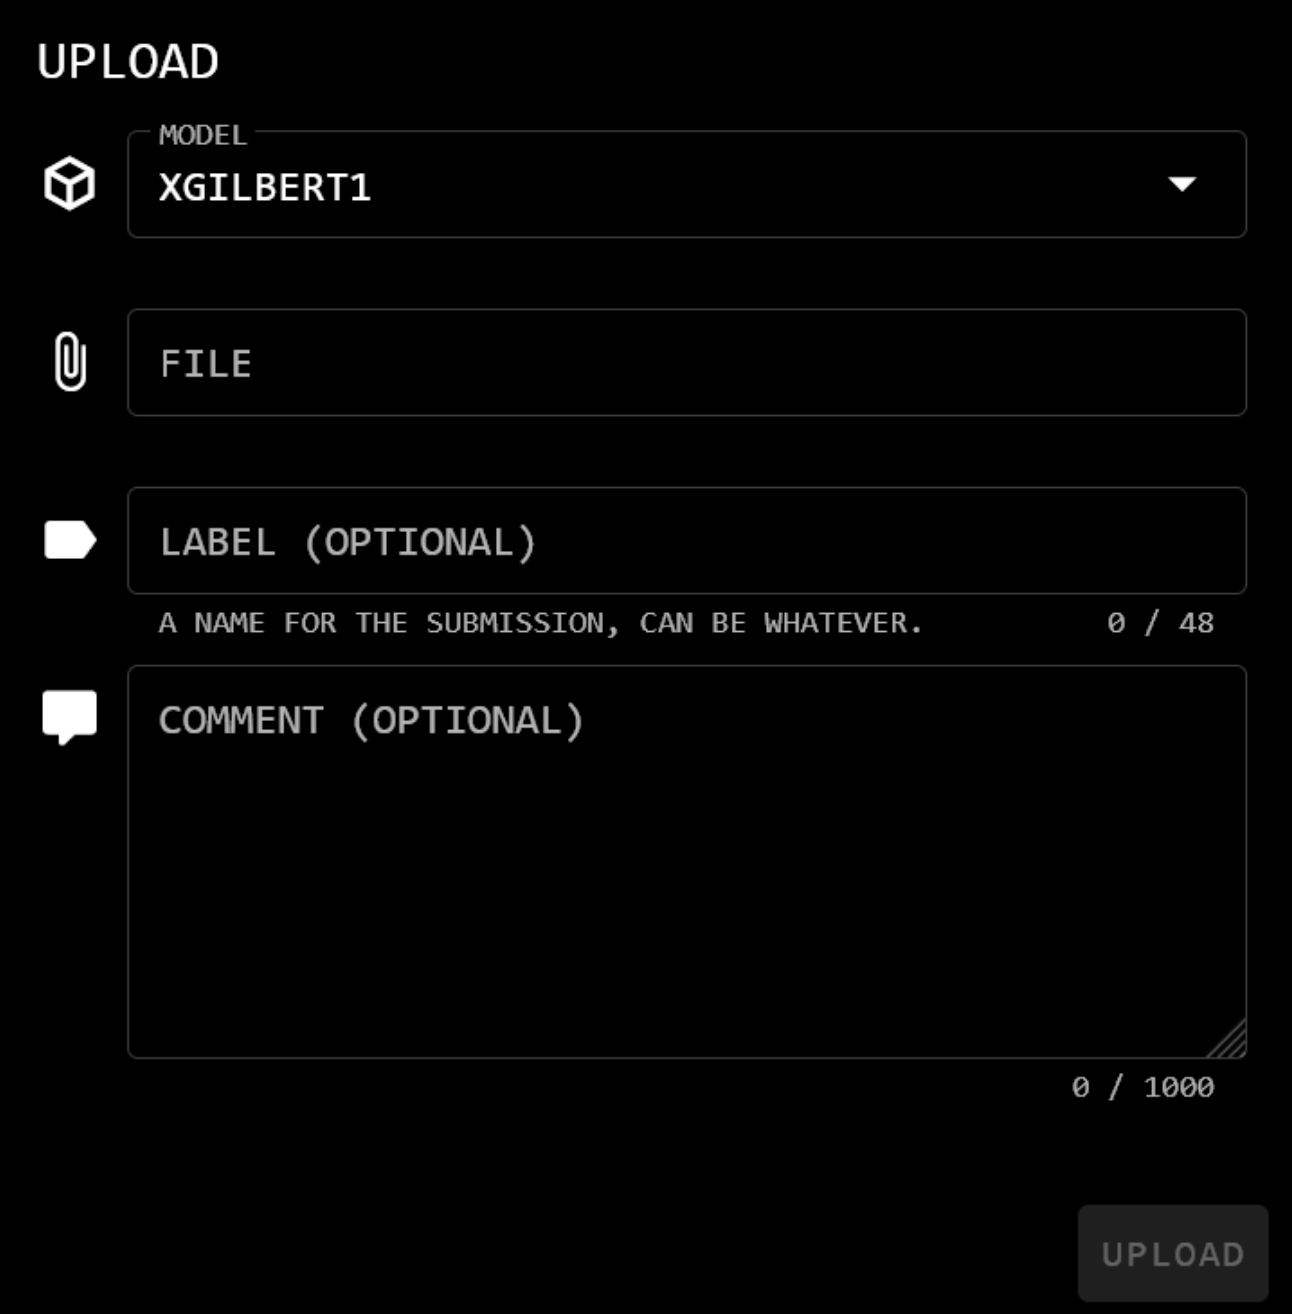 UPLOAD
MODEL
XGILBERT1
FILE
LABEL (OPTIONAL)
A NAME FOR THE SUBMISSION, CAN BE WHATEVER. 0 / 48
COMMENT (OPTIONAL)
0 / 1000
UPLOAD